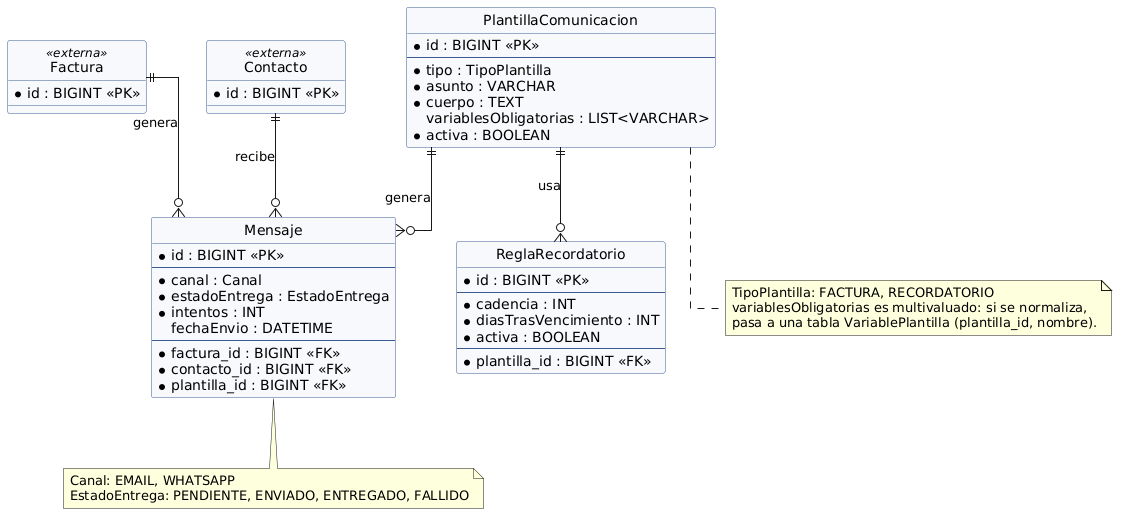 PlantillaComunicacion
id : BIGINT «PK»
tipo : TipoPlantilla
asunto : VARCHAR
cuerpo : TEXT
variablesObligatorias : LIST<VARCHAR>
activa : BOOLEAN
«externa»
Factura
id : BIGINT «PK»
«externa»
Contacto
id : BIGINT «PK»
genera
recibe
genera
usa
Mensaje
id : BIGINT «PK»
canal : Canal
estadoEntrega : EstadoEntrega
intentos : INT
fechaEnvio : DATETIME
factura_id : BIGINT «FK»
contacto_id : BIGINT «FK»
plantilla_id : BIGINT «FK»
ReglaRecordatorio
id : BIGINT «PK»
cadencia : INT
diasTrasVencimiento : INT
activa : BOOLEAN
plantilla_id : BIGINT «FK»
TipoPlantilla: FACTURA, RECORDATORIO
variablesObligatorias es multivaluado: si se normaliza,
pasa a una tabla VariablePlantilla (plantilla_id, nombre).
Canal: EMAIL, WHATSAPP
EstadoEntrega: PENDIENTE, ENVIADO, ENTREGADO, FALLIDO